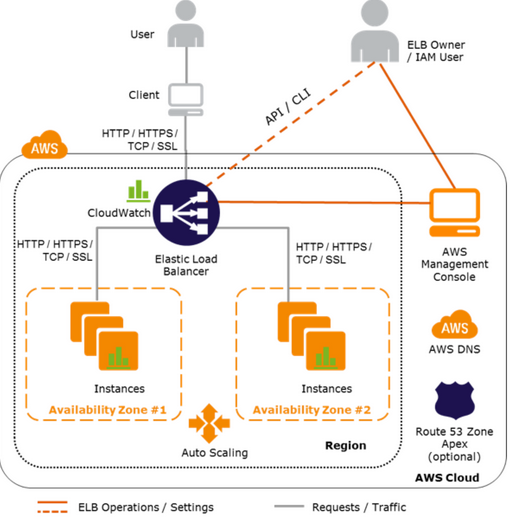 User
ELB Owner
/ IAM User
Client
API / CLI
HTTP / HTTPS /
TCP / SSL
AWS
CloudWatch
Elastic Load
Balancer
HTTP / HTTPS /
TCP / SSL
HTTP / HTTPS /
TCP / SSL
AWS
Management
Console
AWS
AWS DNS
Instances
Availability Zone #1
Instances
Availability Zone #2
Auto Scaling
Region
Route 53 Zone
Apex
(optional)
AWS Cloud
ELB Operations / Settings
Requests / Traffic